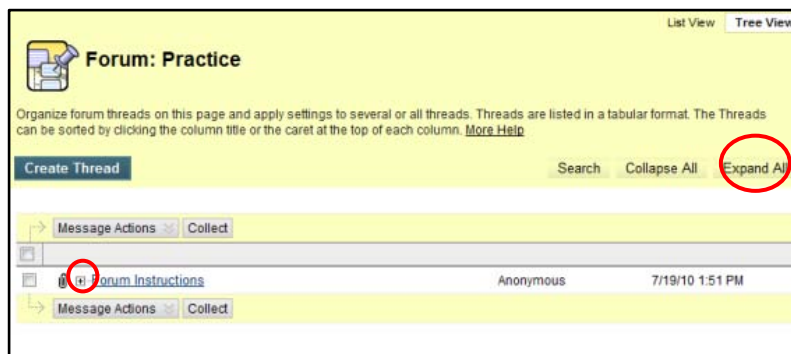 List View Tree View
Forum: Practice
Organize forum threads on this page and apply settings to several or all threads. Threads are listed in a tabular format. The Threads
can be sorted by clicking the column title or the caret at the top of each column. More Help
Create Thread Search Collapse All Expand All
Message Actions Collect
Forum Instructions Anonymous 7/19/10 1:51 PM
Message Actions Collect